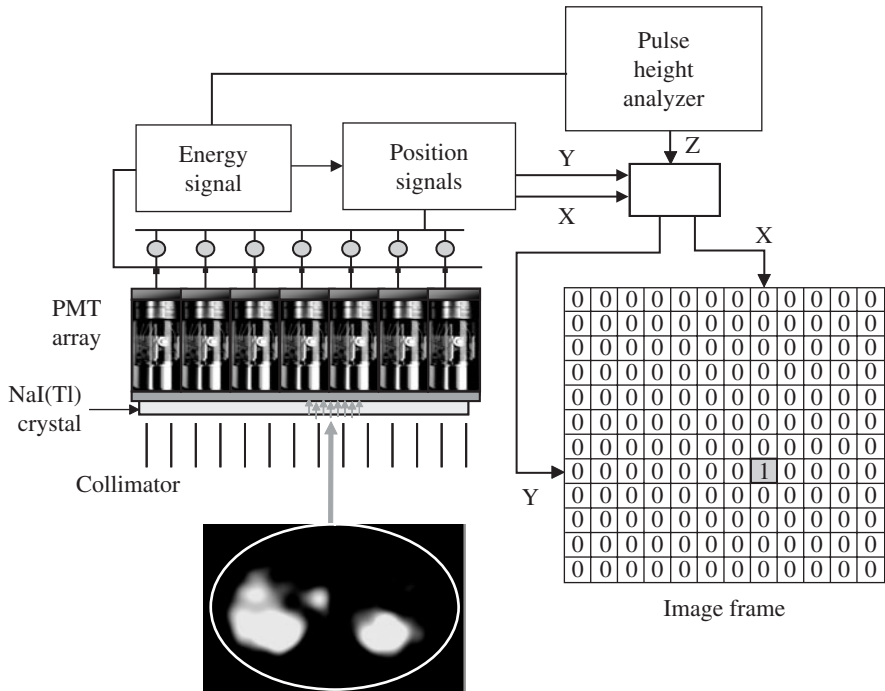 Pulse
height
analyzer
Energy
signal
Position
signals
Z
Y
X
X
PMT
array
NaI(Tl)
crystal
Collimator
Y
0 0 0 0 0 0 0 0 0 0 0 0
0 0 0 0 0 0 0 0 0 0 0 0
0 0 0 0 0 0 0 0 0 0 0 0
0 0 0 0 0 0 0 0 0 0 0 0
0 0 0 0 0 0 0 0 0 0 0 0
0 0 0 0 0 0 0 0 0 0 0 0
0 0 0 0 0 0 0 0 0 0 0 0
0 0 0 0 0 0 0 1 0 0 0 0
0 0 0 0 0 0 0 0 0 0 0 0
0 0 0 0 0 0 0 0 0 0 0 0
0 0 0 0 0 0 0 0 0 0 0 0
0 0 0 0 0 0 0 0 0 0 0 0
Image frame